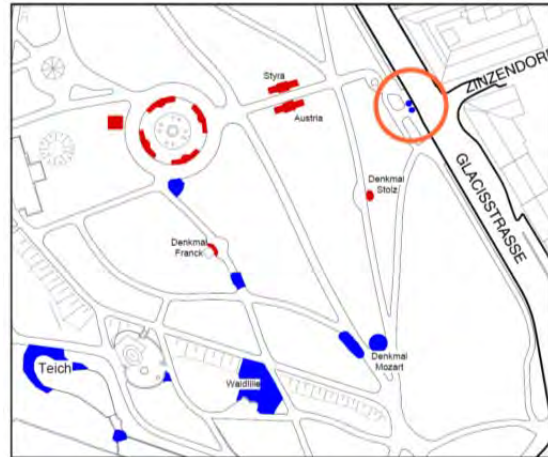 Styra
Austria
ZINZENDORF
GLACISSTRASSE
Denkmal
Stolz
Denkmal
Franck
Denkmal
Mozart
Teich
Waldlilie